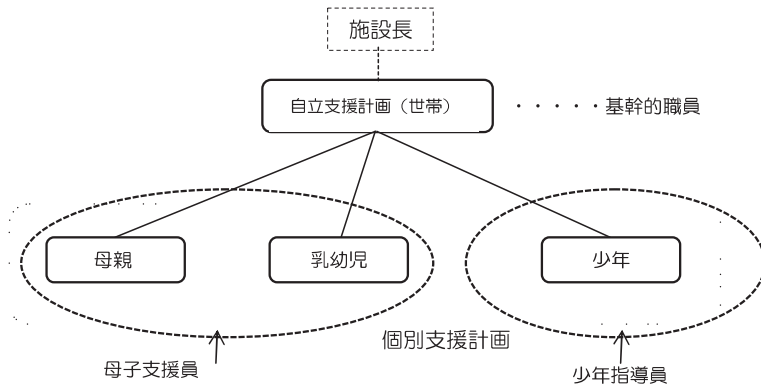 施設長
自立支援計画（世帯）
・・・・・基幹的職員
母親
乳幼児
少年
個別支援計画
母子支援員
少年指導員